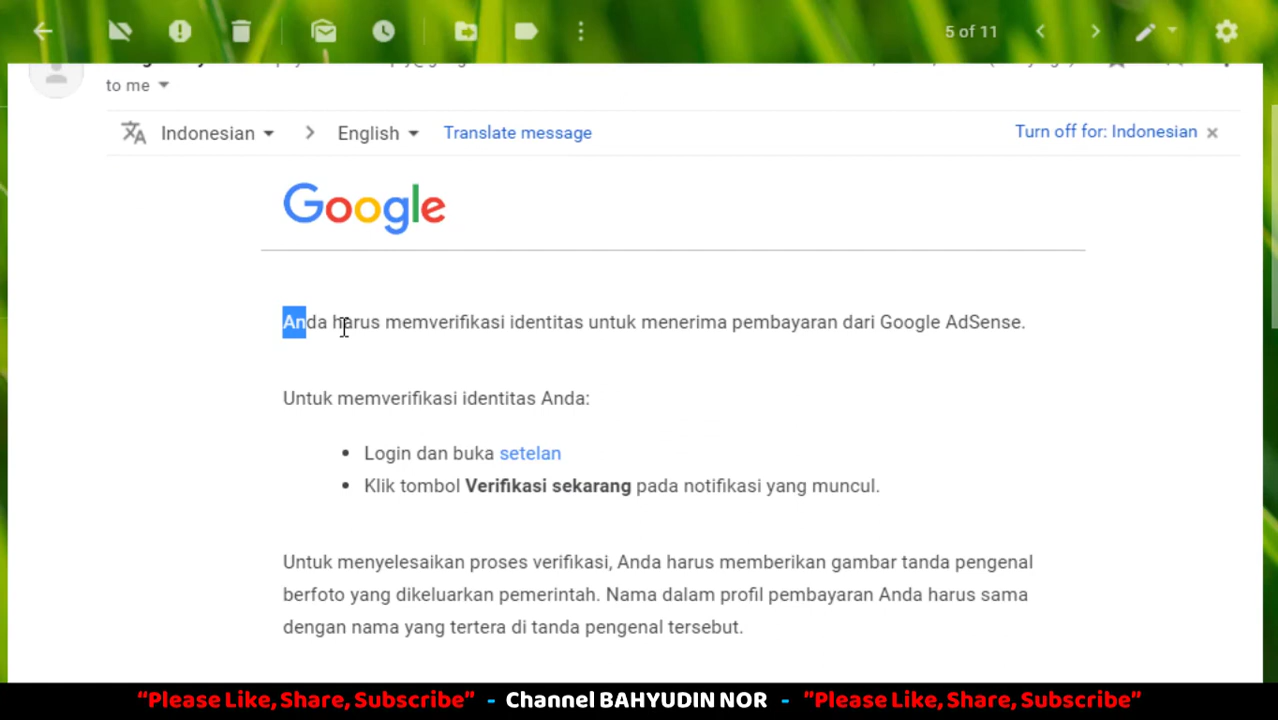 5 of 11
to me
Indonesian > English Translate message Turn off for: Indonesian ×
Google
Anda harus memverifikasi identitas untuk menerima pembayaran dari Google AdSense.
Untuk memverifikasi identitas Anda:
• Login dan buka setelan
• Klik tombol Verifikasi sekarang pada notifikasi yang muncul.
Untuk menyelesaikan proses verifikasi, Anda harus memberikan gambar tanda pengenal
berfoto yang dikeluarkan pemerintah. Nama dalam profil pembayaran Anda harus sama
dengan nama yang tertera di tanda pengenal tersebut.
"Please Like, Share, Subscribe" - Channel BAHYUDIN NOR - "Please Like, Share, Subscribe"